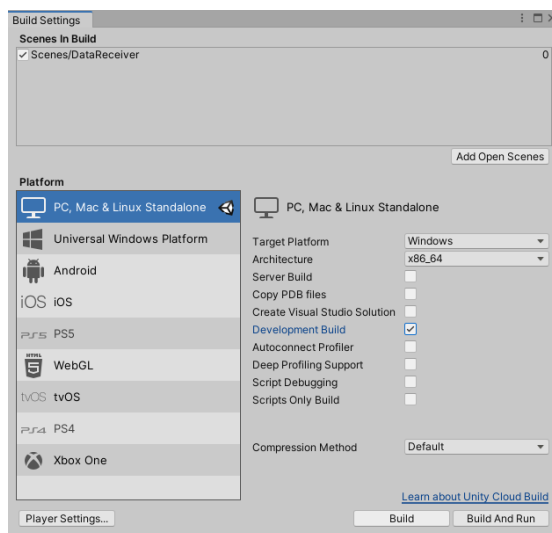 Build Settings
Scenes In Build
Scenes/DataReceiver 0
Add Open Scenes
Platform
PC, Mac & Linux Standalone
Universal Windows Platform
Android
iOS iOS
PS5 PS5
HTML 5 WebGL
tvOS tvOS
PS4 PS4
Xbox One
PC, Mac & Linux Standalone
Target Platform Windows
Architecture x86_64
Server Build
Copy PDB files
Create Visual Studio Solution
Development Build
Autoconnect Profiler
Deep Profiling Support
Script Debugging
Scripts Only Build
Compression Method Default
Learn about Unity Cloud Build
Player Settings... Build Build And Run